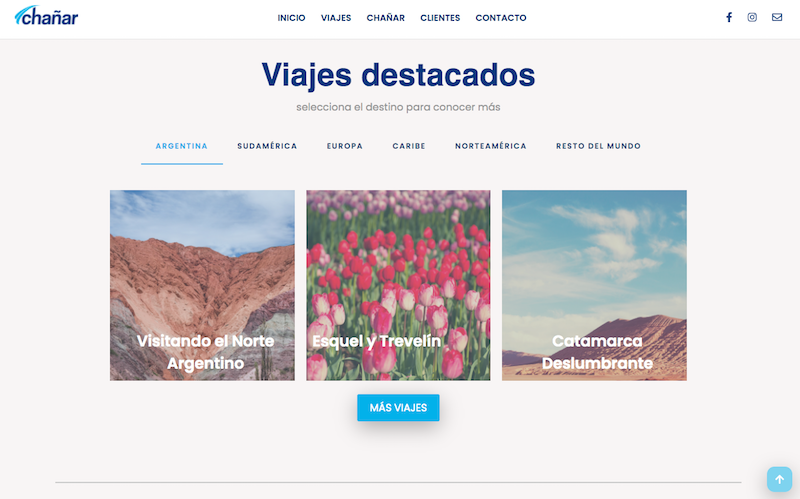 chañar
INICIO VIAJES CHAÑAR CLIENTES CONTACTO
Viajes destacados
selecciona el destino para conocer más
ARGENTINA SUDAMÉRICA EUROPA CARIBE NORTEAMÉRICA RESTO DEL MUNDO
Visitando el Norte
Argentino
Esquel y Trevelín
Catamarca
Deslumbrante
MÁS VIAJES